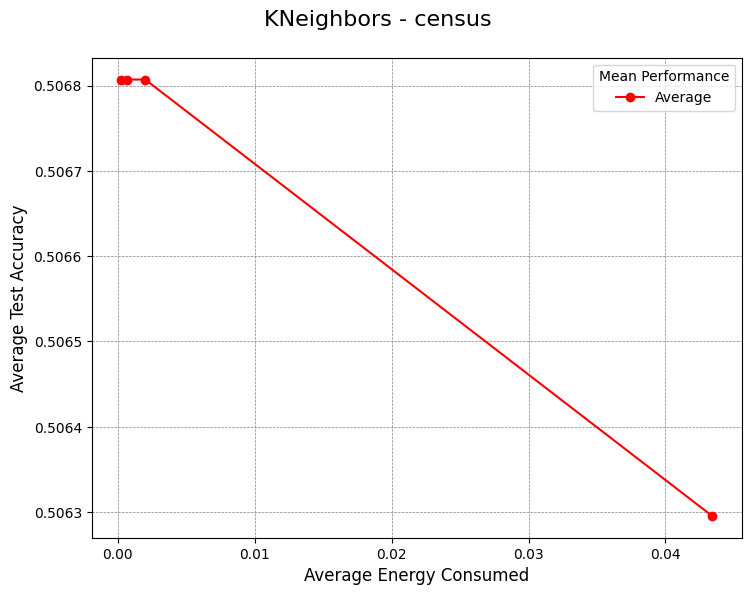 KNeighbors - census
Mean Performance
Average
0.5068
0.5067
0.5066
0.5065
0.5064
0.5063
Average Test Accuracy
0.00 0.01 0.02 0.03 0.04
Average Energy Consumed